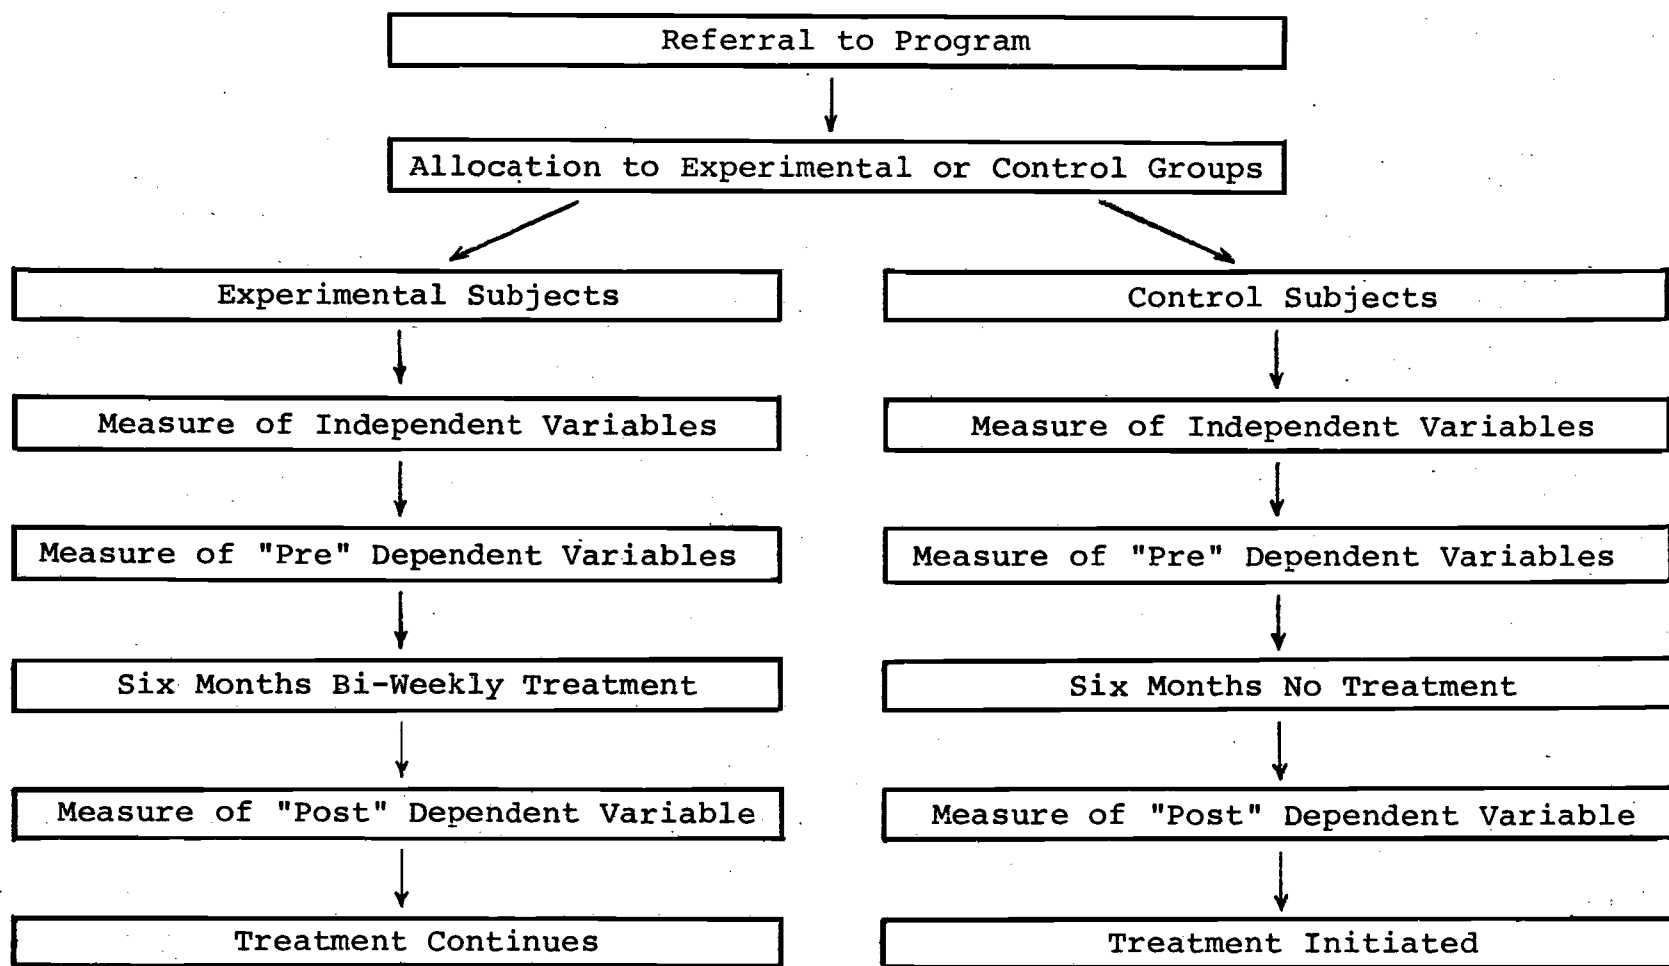 Referral to Program
Allocation to Experimental or Control Groups
Experimental Subjects
Control Subjects
Measure of Independent Variables
Measure of Independent Variables
Measure of "Pre" Dependent Variables
Measure of "Pre" Dependent Variables
Six Months Bi-Weekly Treatment
Six Months No Treatment
Measure of "Post" Dependent Variable
Measure of "Post" Dependent Variable
Treatment Continues
Treatment Initiated